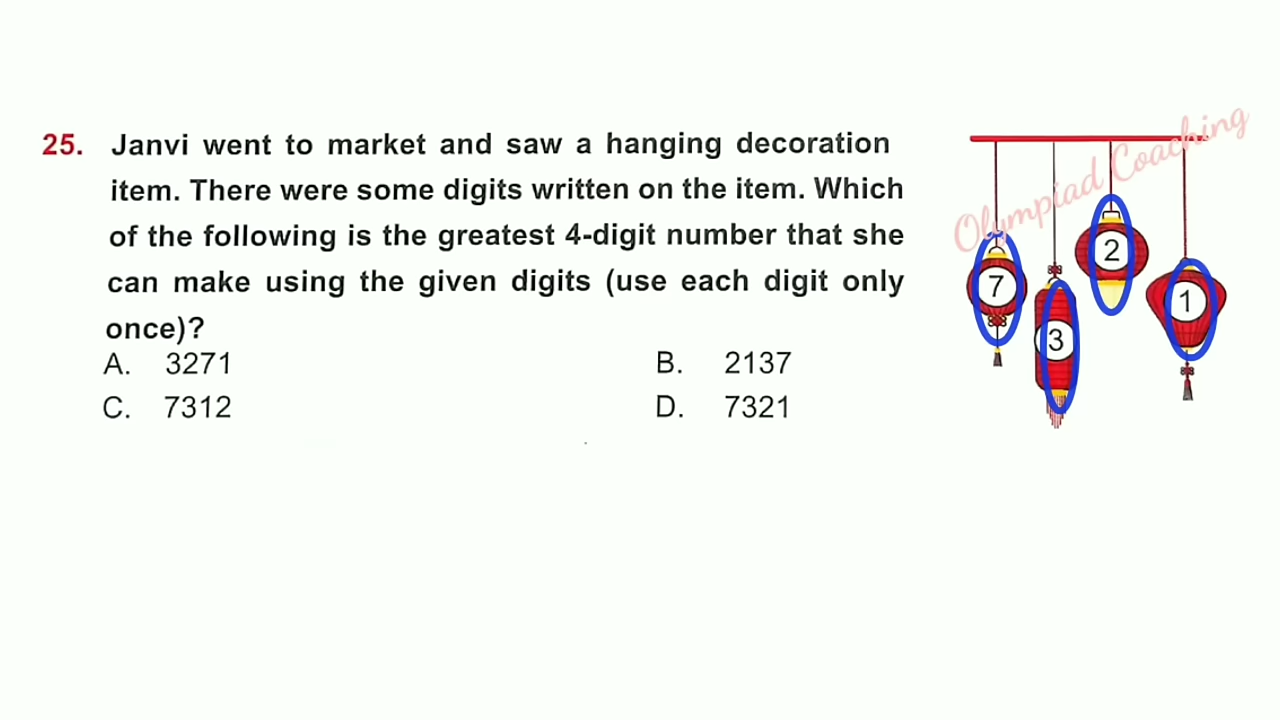 25. Janvi went to market and saw a hanging decoration
item. There were some digits written on the item. Which
of the following is the greatest 4-digit number that she
can make using the given digits (use each digit only
once)?
A. 3271 B. 2137
C. 7312 D. 7321
Olympiad Coaching
2
7
1
3